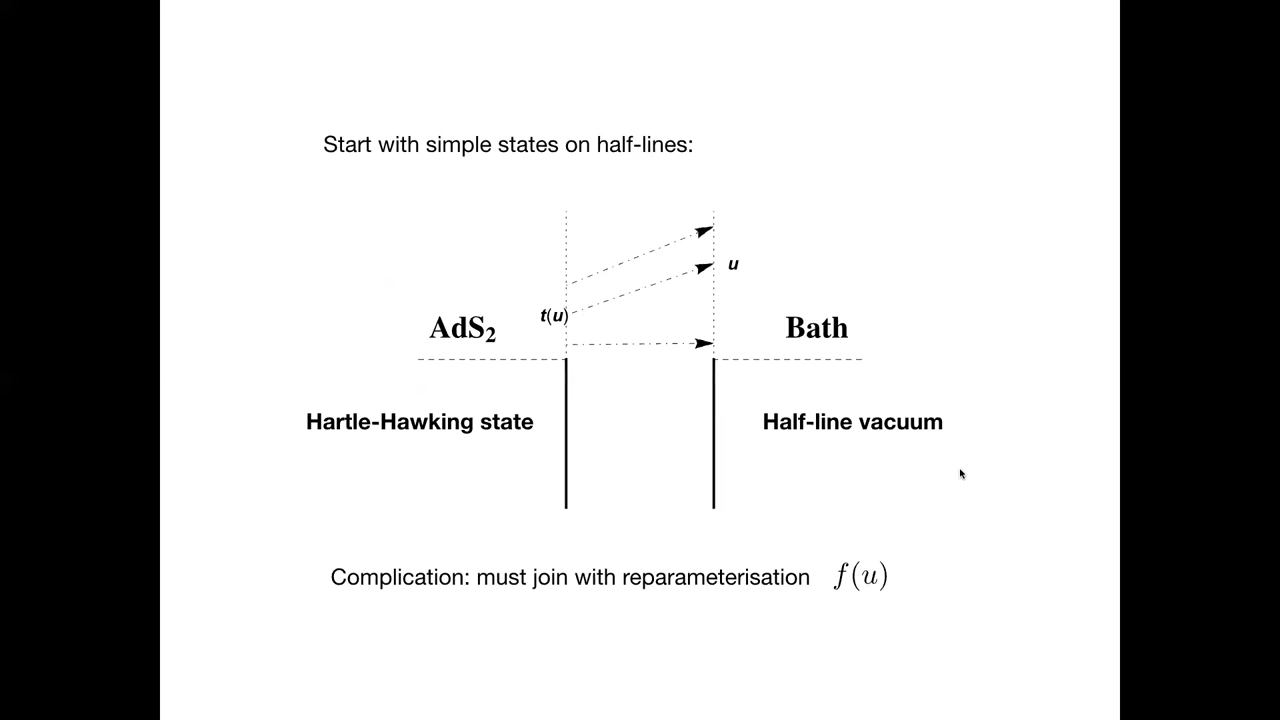 Start with simple states on half-lines:
u
t(u)
AdS₂
Bath
Hartle-Hawking state
Half-line vacuum
Complication: must join with reparameterisation f(u)